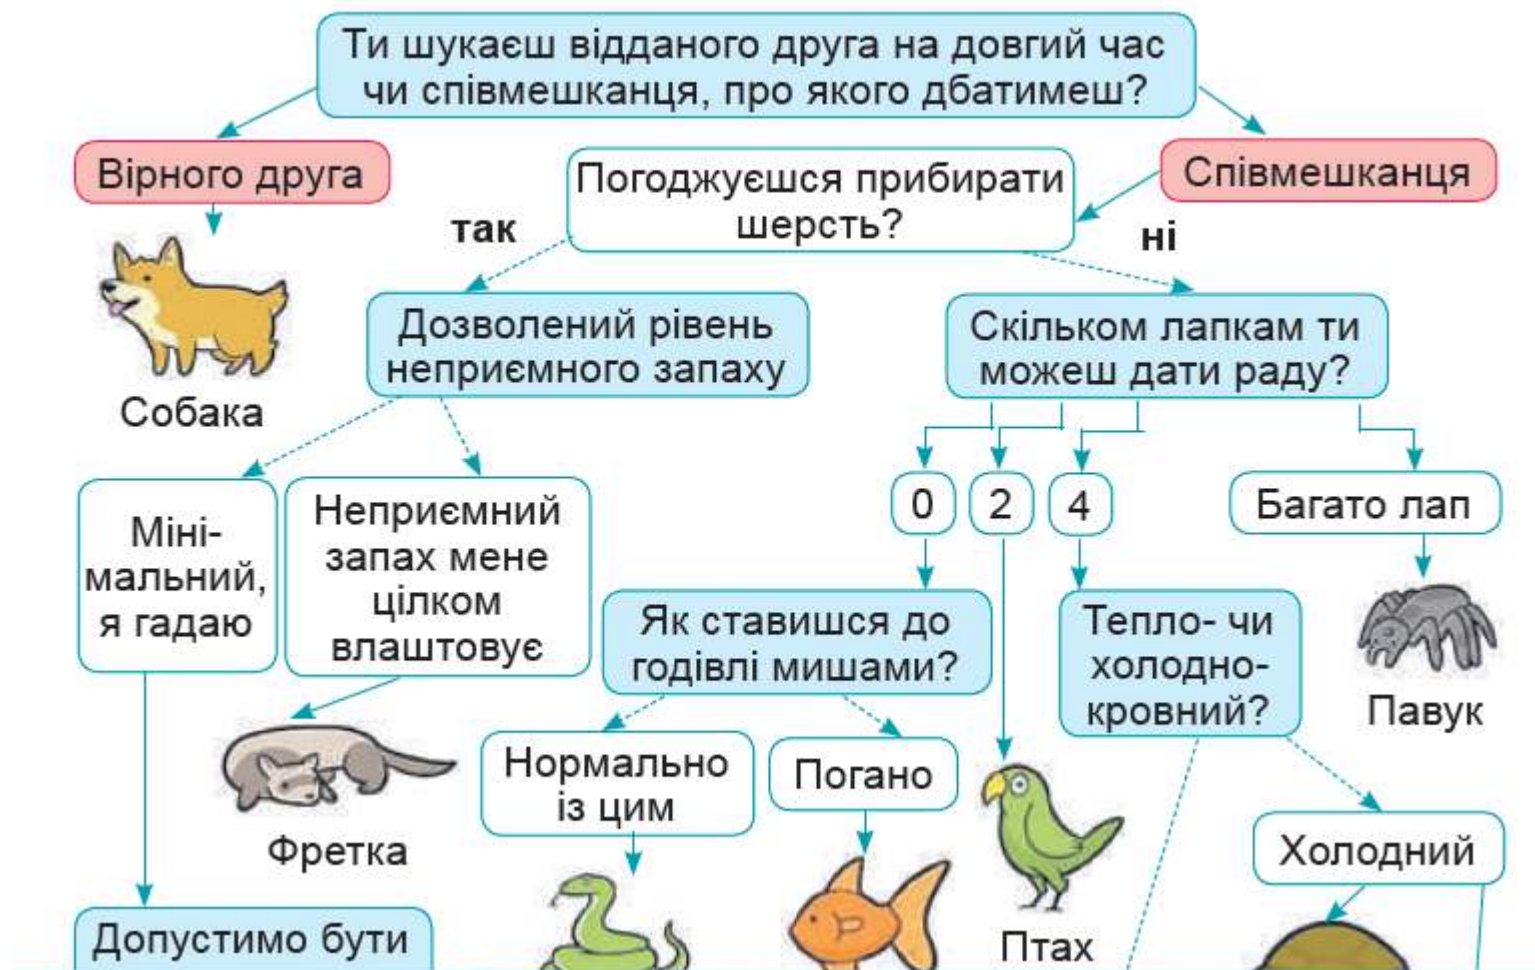 Ти шукаєш відданого друга на довгий час
чи співмешканця, про якого дбатимеш?
Вірного друга
Погоджуєшся прибирати
шерсть?
Співмешканця
так
ні
Собака
Дозволений рівень
неприємного запаху
Скільком лапкам ти
можеш дати раду?
Міні-
мальний,
я гадаю
Неприємний
запах мене
цілком
влаштовує
0
2
4
Багато лап
Як ставишся до
годівлі мишами?
Тепло- чи
холодно-
кровний?
Павук
Фретка
Нормально
із цим
Погано
Холодний
Птах
Допустимо бути